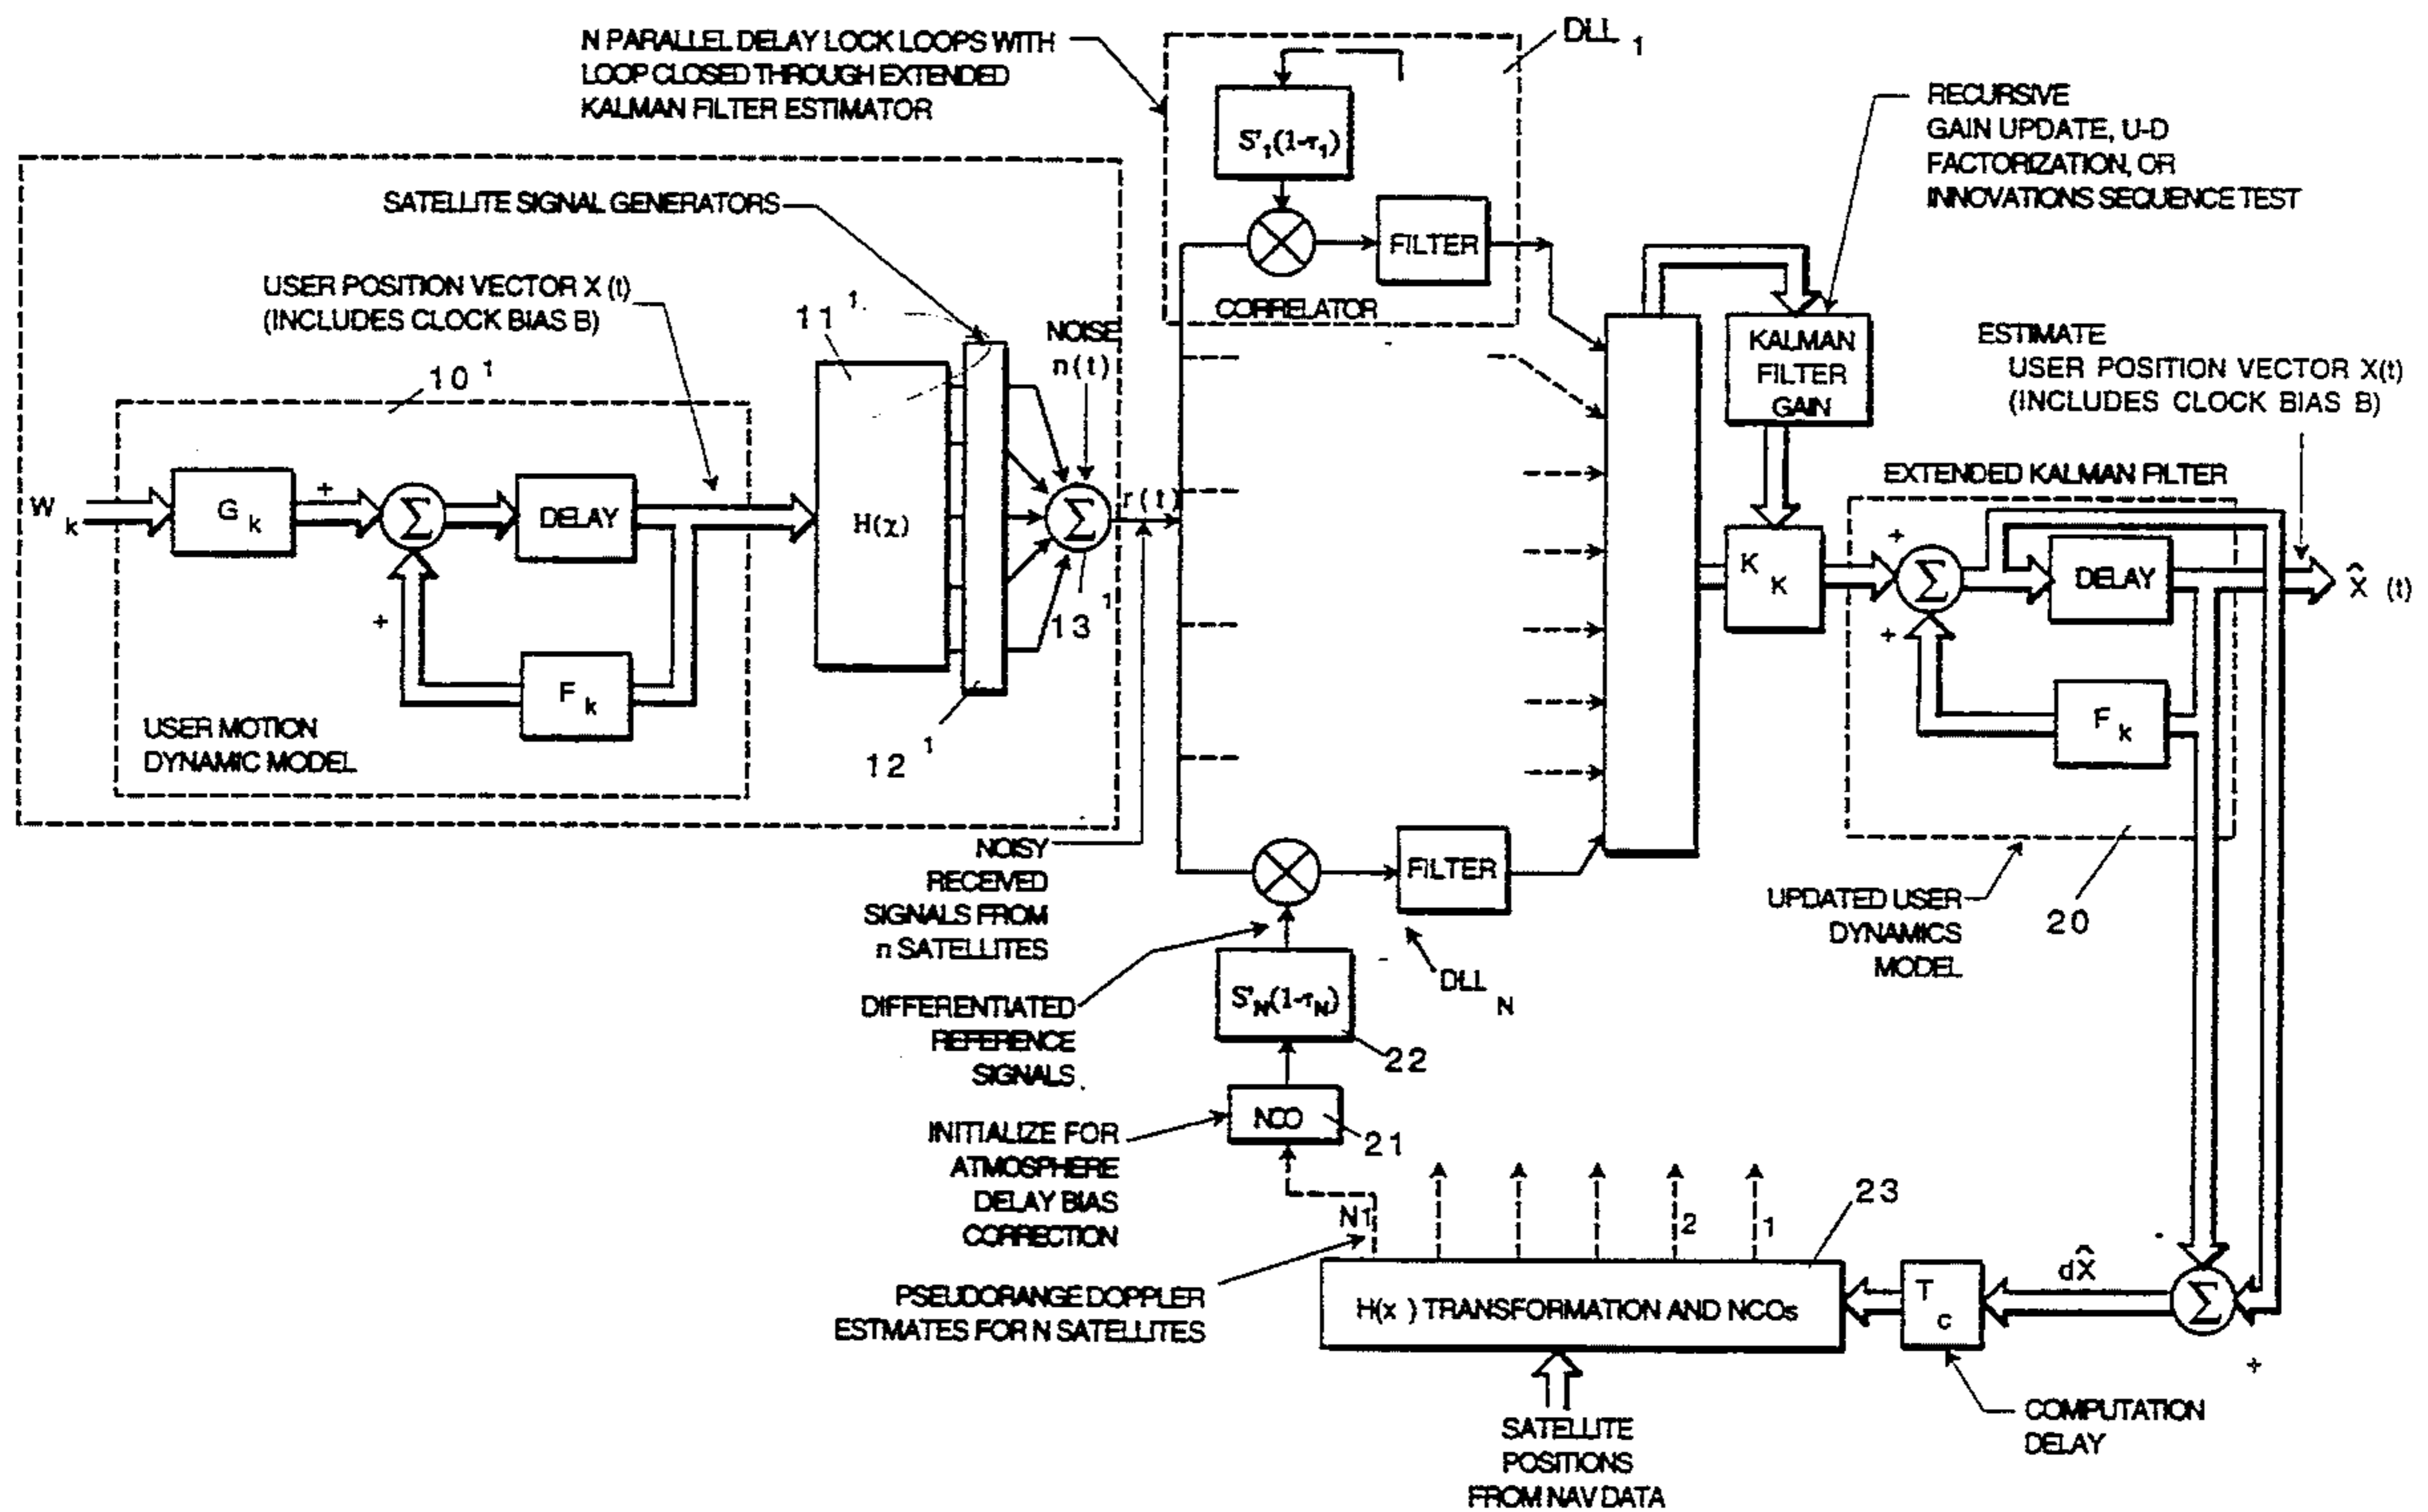 N PARALLEL DELAY LOCK LOOPS WITH
LOOP CLOSED THROUGH EXTENDED
KALMAN FILTER ESTIMATOR
DLL 1
S'1(1-τ1)
FILTER
CORRELATOR
RECURSIVE
GAIN UPDATE, U-D
FACTORIZATION, OR
INNOVATIONS SEQUENCE TEST
SATELLITE SIGNAL GENERATORS
USER POSITION VECTOR X (t)
(INCLUDES CLOCK BIAS B)
10 1
11 1
NOISE
n(t)
W k
G k
+
Σ
DELAY
+
F k
USER MOTION
DYNAMIC MODEL
H(χ)
12 1
Σ
13 1
r(t)
KALMAN
FILTER
GAIN
K K
ESTIMATE
USER POSITION VECTOR X(t)
(INCLUDES CLOCK BIAS B)
EXTENDED KALMAN FILTER
+
Σ
+
DELAY
F k
X̂ (t)
20
UPDATED USER
DYNAMICS
MODEL
NOISY
RECEIVED
SIGNALS FROM
n SATELLITES
FILTER
DLL N
DIFFERENTIATED
REFERENCE
SIGNALS
S'N(1-τN)
22
NCO
21
INITIALIZE FOR
ATMOSPHERE
DELAY BIAS
CORRECTION
N1
2
1
23
PSEUDORANGE DOPPLER
ESTMATES FOR N SATELLITES
H(x ) TRANSFORMATION AND NCOs
T c
dX̂
Σ
-
+
COMPUTATION
DELAY
SATELLITE
POSITIONS
FROM NAV DATA